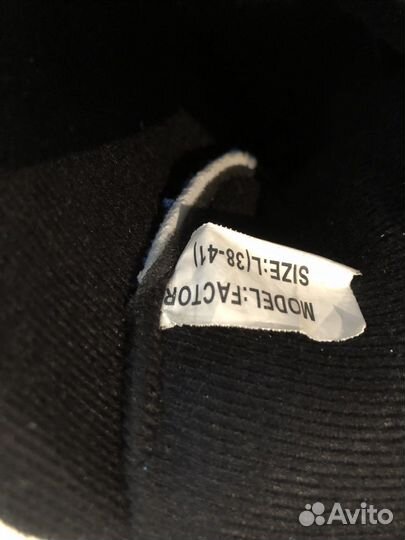 MODEL:FACTOR
SIZE:L(38-41)
Avito